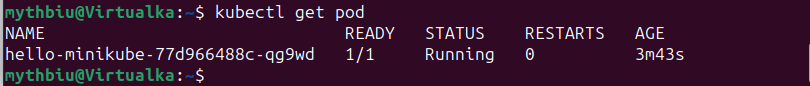 mythbiu@Virtualka:~$ kubectl get pod
NAME                              READY   STATUS    RESTARTS   AGE
hello-minikube-77d966488c-qg9wd   1/1     Running   0          3m43s
mythbiu@Virtualka:~$